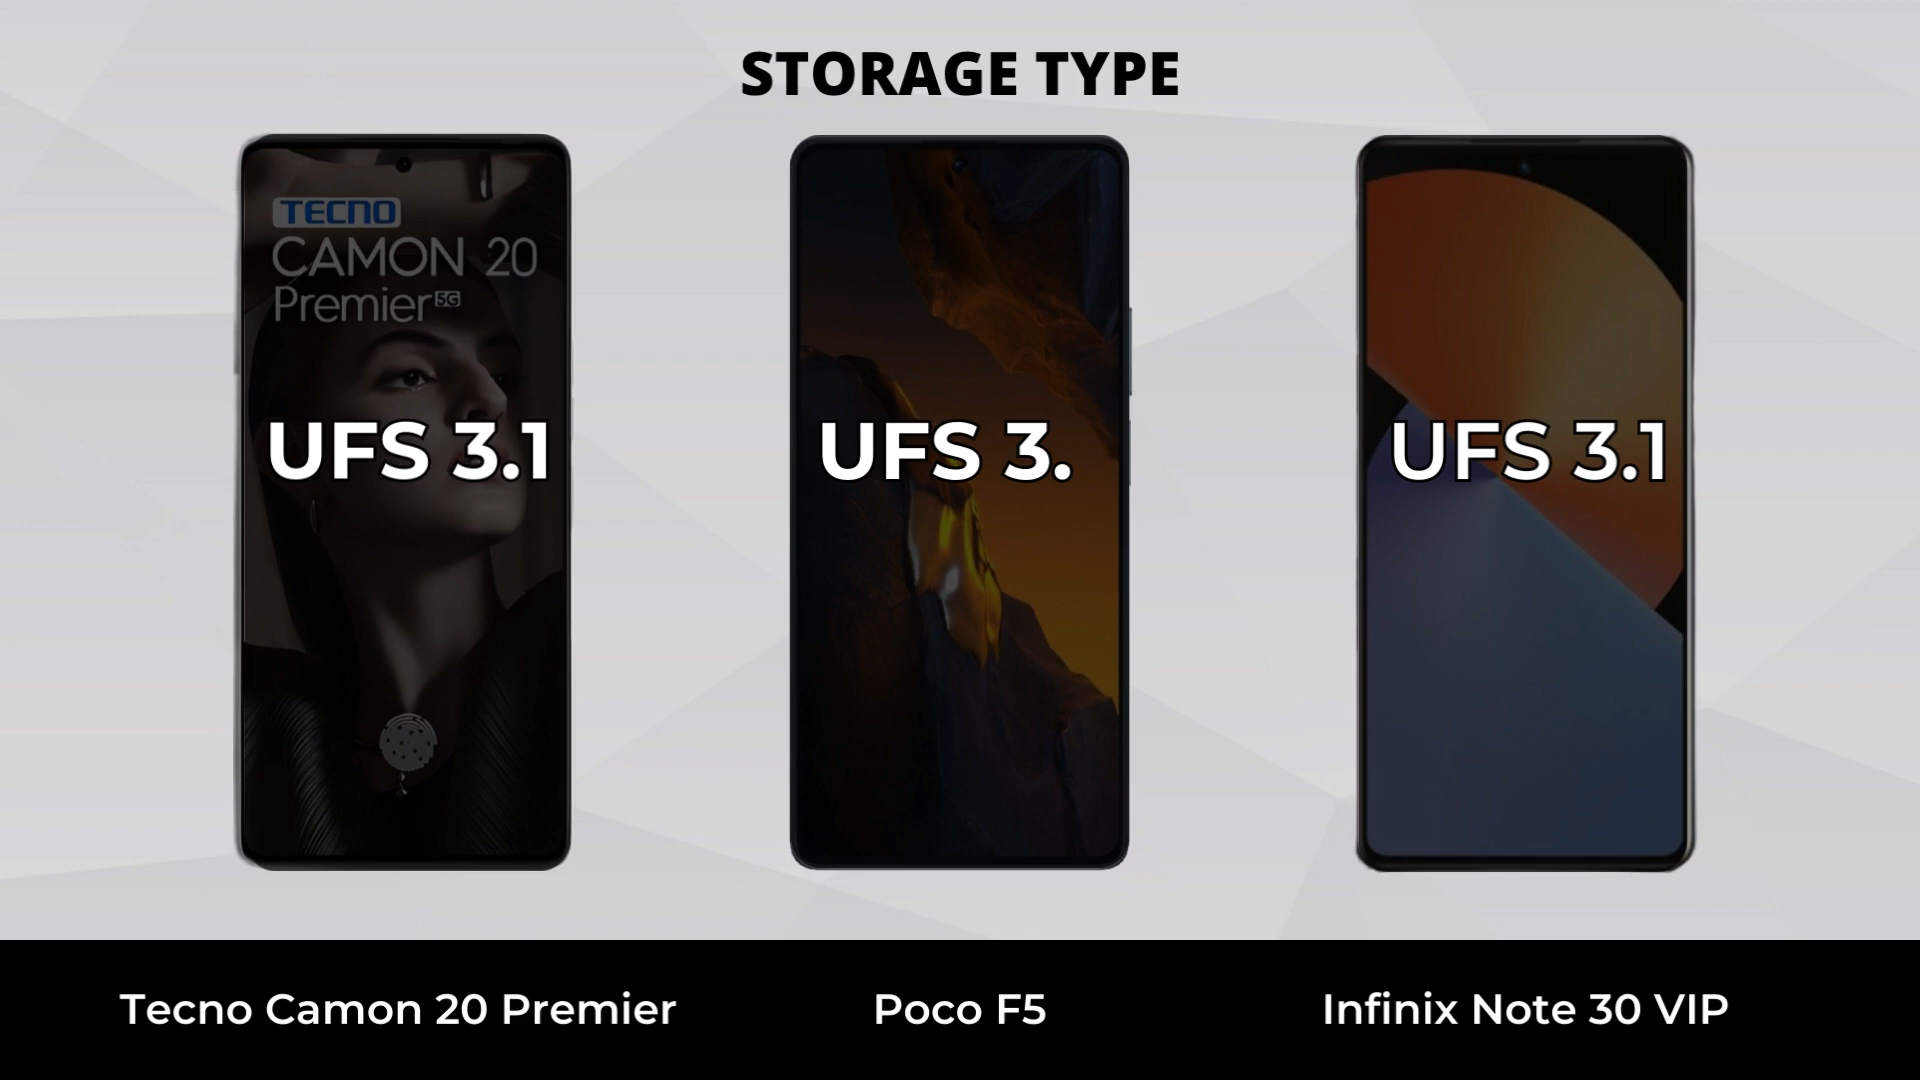 STORAGE TYPE
TECNO
CAMON 20
Premier 5G
UFS 3.1
UFS 3.
UFS 3.1
Tecno Camon 20 Premier
Poco F5
Infinix Note 30 VIP